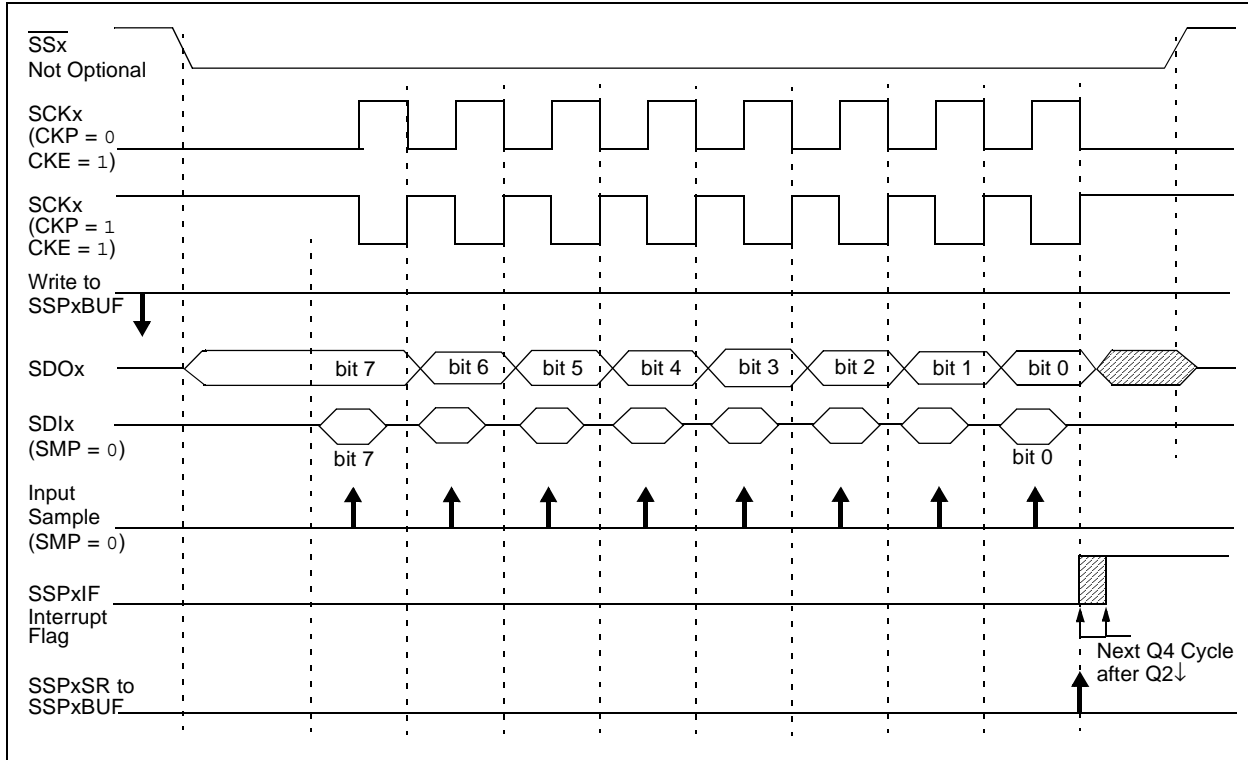 SSx
Not Optional
SCKx
(CKP = 0
CKE = 1)
SCKx
(CKP = 1
CKE = 1)
Write to
SSPxBUF
SDOx
bit 7 bit 6 bit 5 bit 4 bit 3 bit 2 bit 1 bit 0
SDIx
(SMP = 0)
bit 7 bit 0
Input
Sample
(SMP = 0)
SSPxIF
Interrupt
Flag
Next Q4 Cycle
after Q2↓
SSPxSR to
SSPxBUF